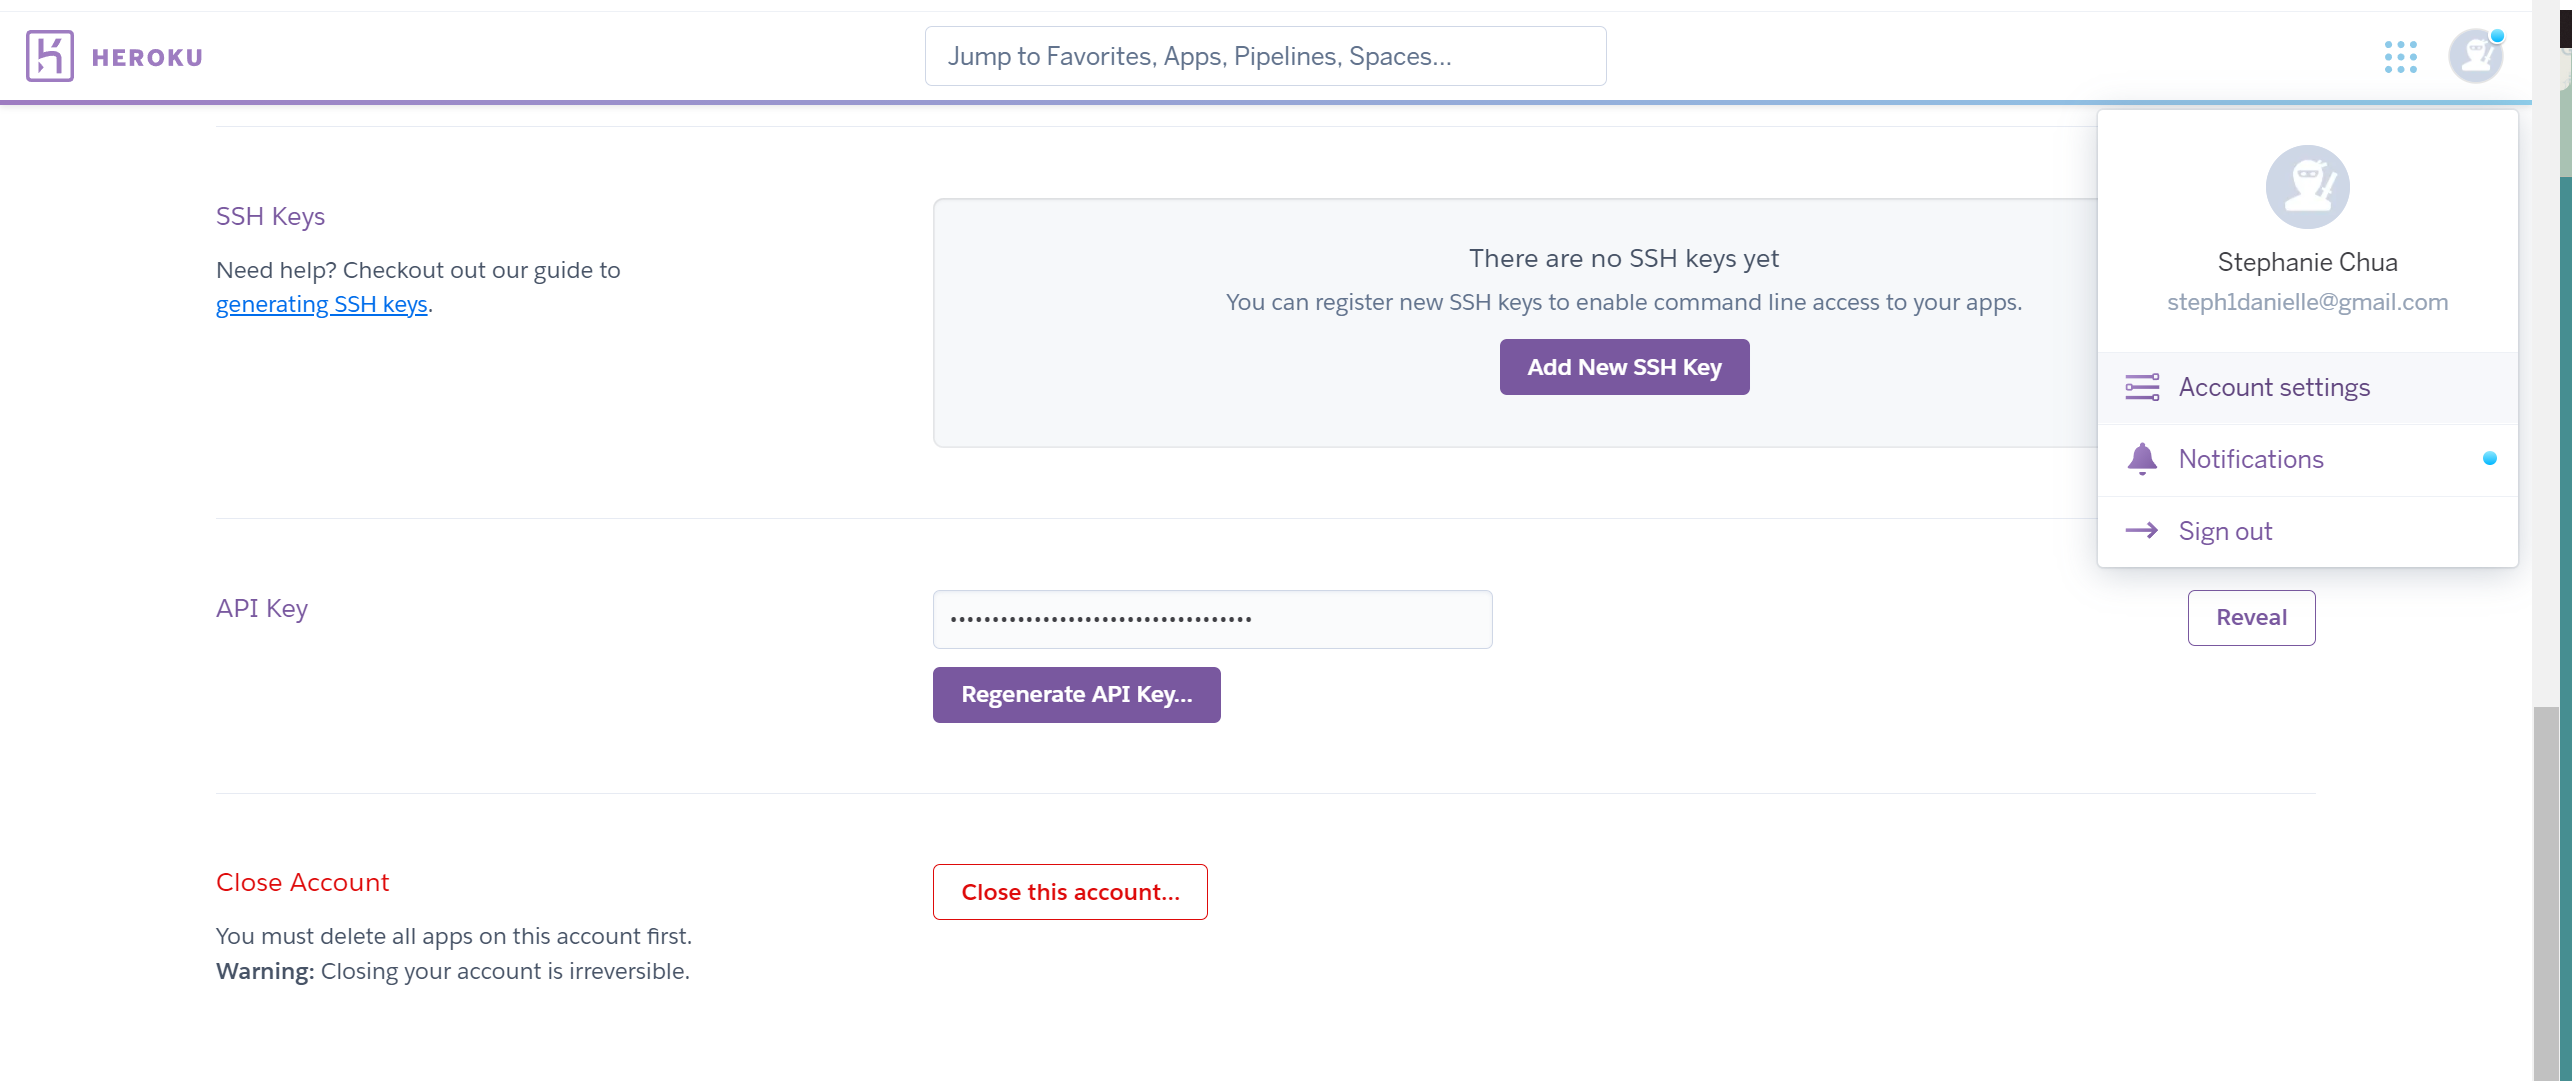 HEROKU
Jump to Favorites, Apps, Pipelines, Spaces...
Stephanie Chua
steph1danielle@gmail.com
Account settings
Notifications
Sign out
SSH Keys
Need help? Checkout out our guide to
generating SSH keys.
There are no SSH keys yet
You can register new SSH keys to enable command line access to your apps.
Add New SSH Key
API Key
••••••••••••••••••••••••••••••••••••
Reveal
Regenerate API Key...
Close Account
You must delete all apps on this account first.
Warning: Closing your account is irreversible.
Close this account...